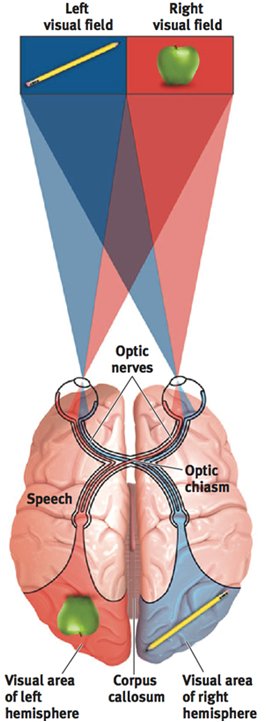 Left
visual field
Right
visual field
Optic
nerves
Optic
chiasm
Speech
Visual area
of left
hemisphere
Corpus
callosum
Visual area
of right
hemisphere